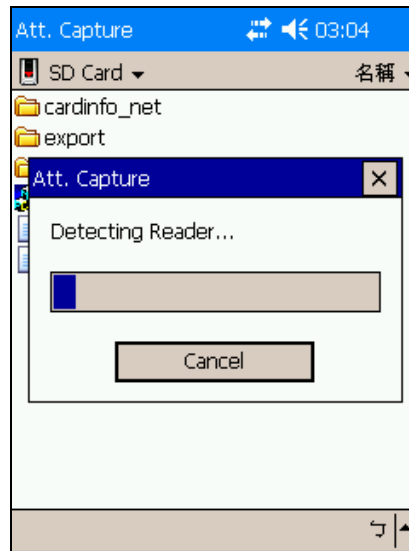 Att. Capture 03:04
SD Card 名稱
cardinfo_net
export
Att. Capture
Detecting Reader...
Cancel
ㄅ